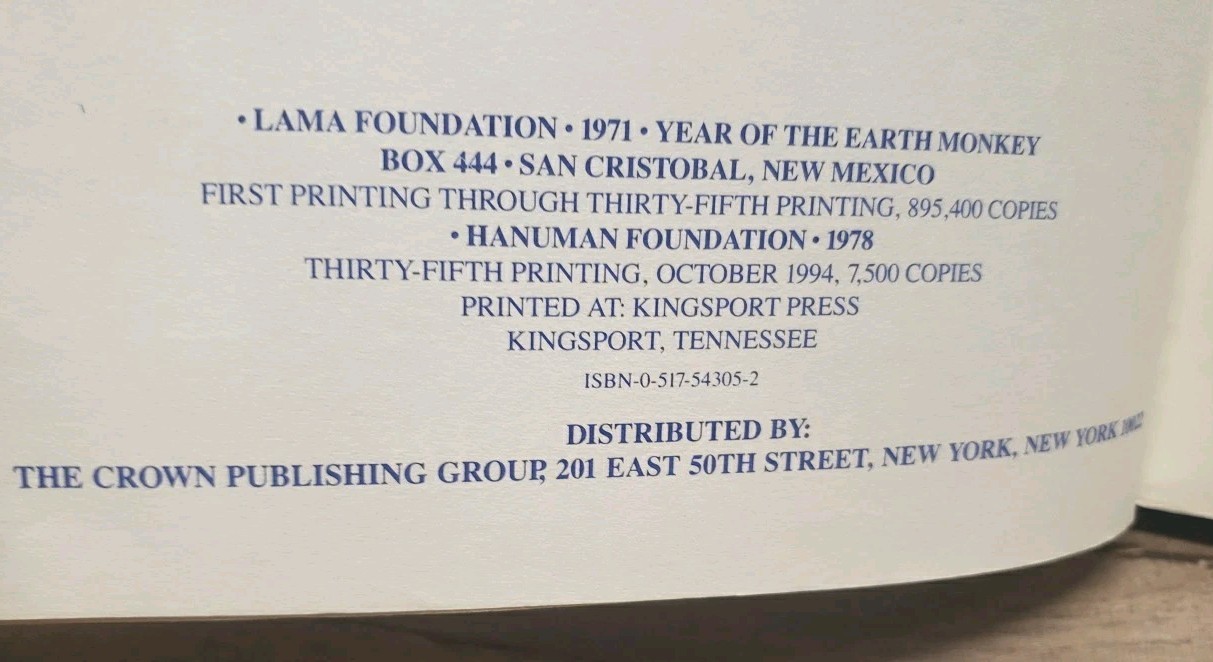 • LAMA FOUNDATION • 1971 • YEAR OF THE EARTH MONKEY
BOX 444 • SAN CRISTOBAL, NEW MEXICO
FIRST PRINTING THROUGH THIRTY-FIFTH PRINTING, 895,400 COPIES
• HANUMAN FOUNDATION • 1978
THIRTY-FIFTH PRINTING, OCTOBER 1994, 7,500 COPIES
PRINTED AT: KINGSPORT PRESS
KINGSPORT, TENNESSEE
ISBN-0-517-54305-2
DISTRIBUTED BY:
THE CROWN PUBLISHING GROUP, 201 EAST 50TH STREET, NEW YORK, NEW YORK